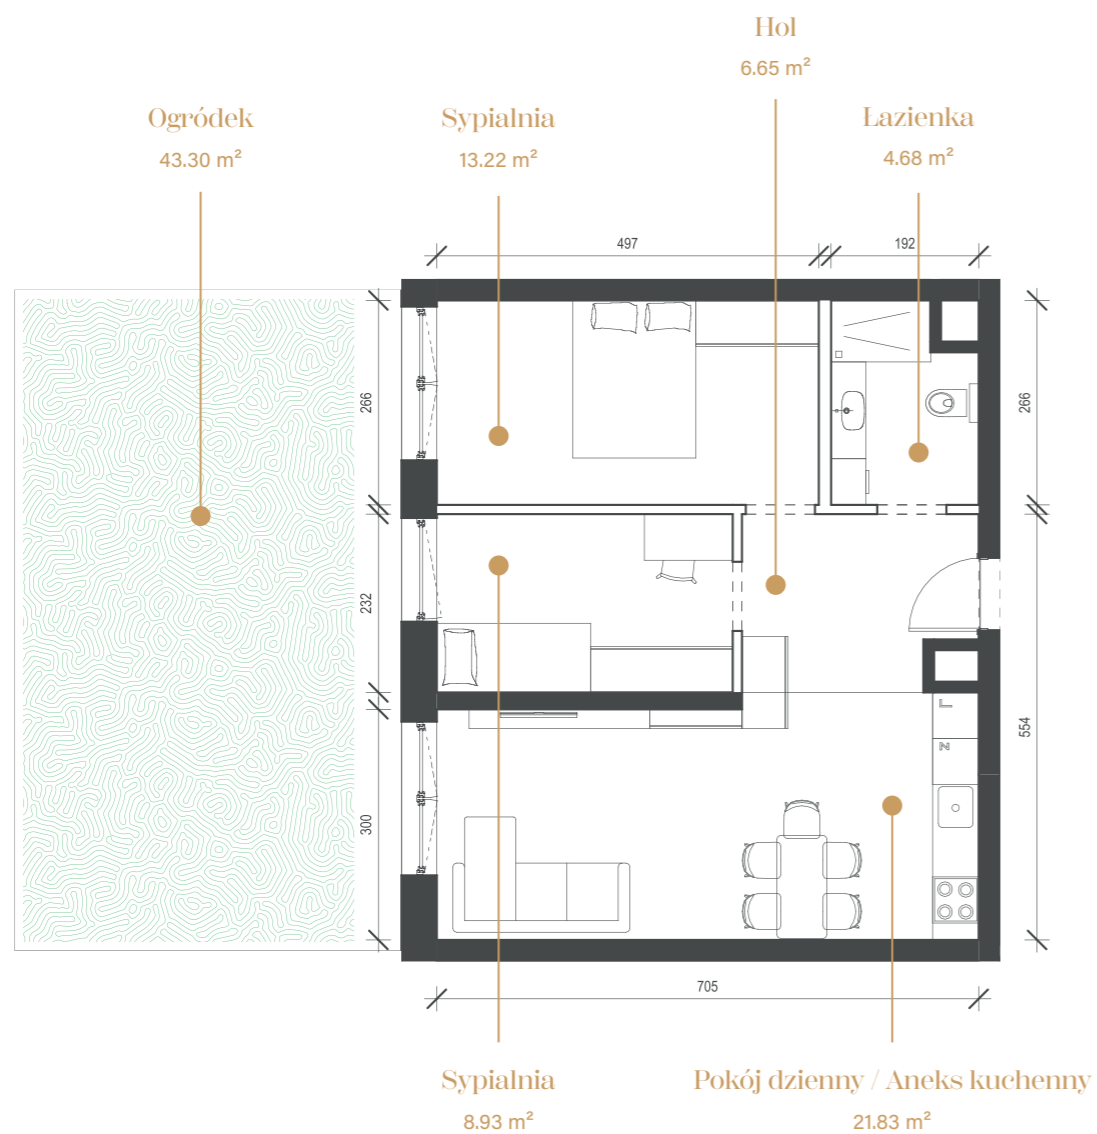 Hol
6.65 m²
Ogródek
43.30 m²
Sypialnia
13.22 m²
Łazienka
4.68 m²
497
192
266
266
232
554
L
N
300
705
Sypialnia
8.93 m²
Pokój dzienny / Aneks kuchenny
21.83 m²